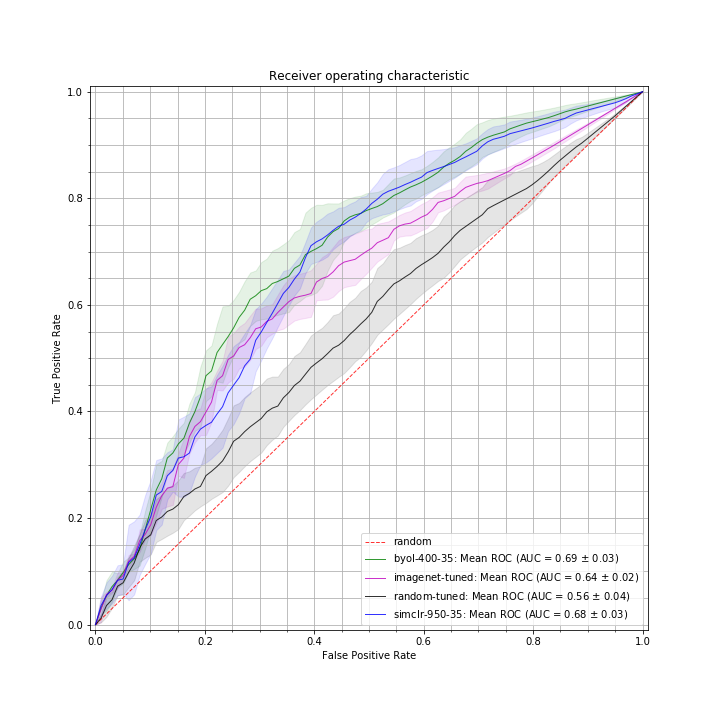 Receiver operating characteristic
True Positive Rate
1.0
0.8
0.6
0.4
0.2
0.0
random
byol-400-35: Mean ROC (AUC = 0.69 ± 0.03)
imagenet-tuned: Mean ROC (AUC = 0.64 ± 0.02)
random-tuned: Mean ROC (AUC = 0.56 ± 0.04)
simclr-950-35: Mean ROC (AUC = 0.68 ± 0.03)
0.0 0.2 0.4 0.6 0.8 1.0
False Positive Rate